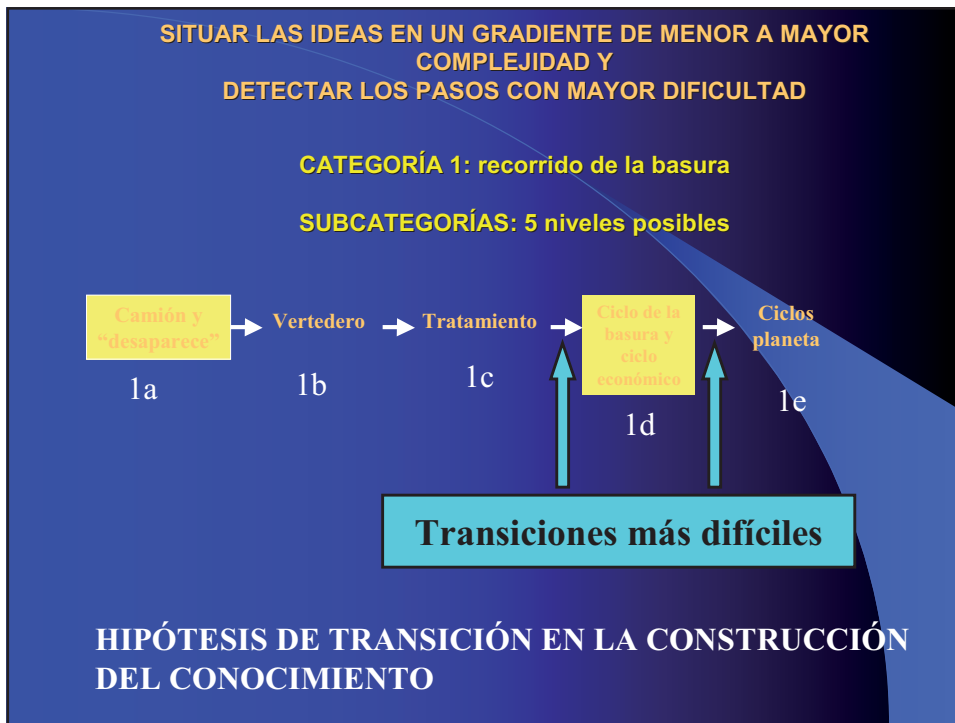 SITUAR LAS IDEAS EN UN GRADIENTE DE MENOR A MAYOR
COMPLEJIDAD Y
DETECTAR LOS PASOS CON MAYOR DIFICULTAD
CATEGORÍA 1: recorrido de la basura
SUBCATEGORÍAS: 5 niveles posibles
Camión y
“desaparece”
1a
Vertedero
1b
Tratamiento
1c
Ciclo de la
basura y
ciclo
económico
1d
Ciclos
planeta
1e
Transiciones más difíciles
HIPÓTESIS DE TRANSICIÓN EN LA CONSTRUCCIÓN
DEL CONOCIMIENTO